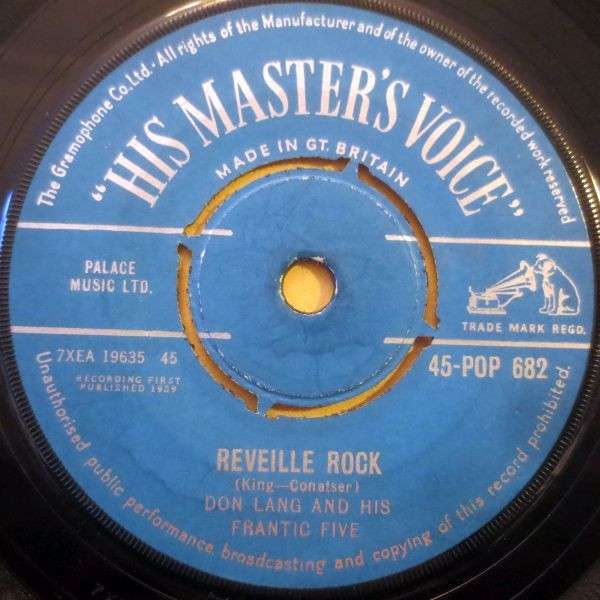 The Gramophone Co. Ltd. · All rights of the Manufacturer and of the owner of the recorded work reserved
"HIS MASTER'S VOICE"
MADE IN GT. BRITAIN
PALACE
MUSIC LTD.
TRADE MARK REGD.
7XEA 19635 45
45-POP 682
RECORDING FIRST
PUBLISHED 1959
REVEILLE ROCK
(King—Conatser)
DON LANG AND HIS
FRANTIC FIVE
Unauthorised public performance, broadcasting and copying of this record prohibited.